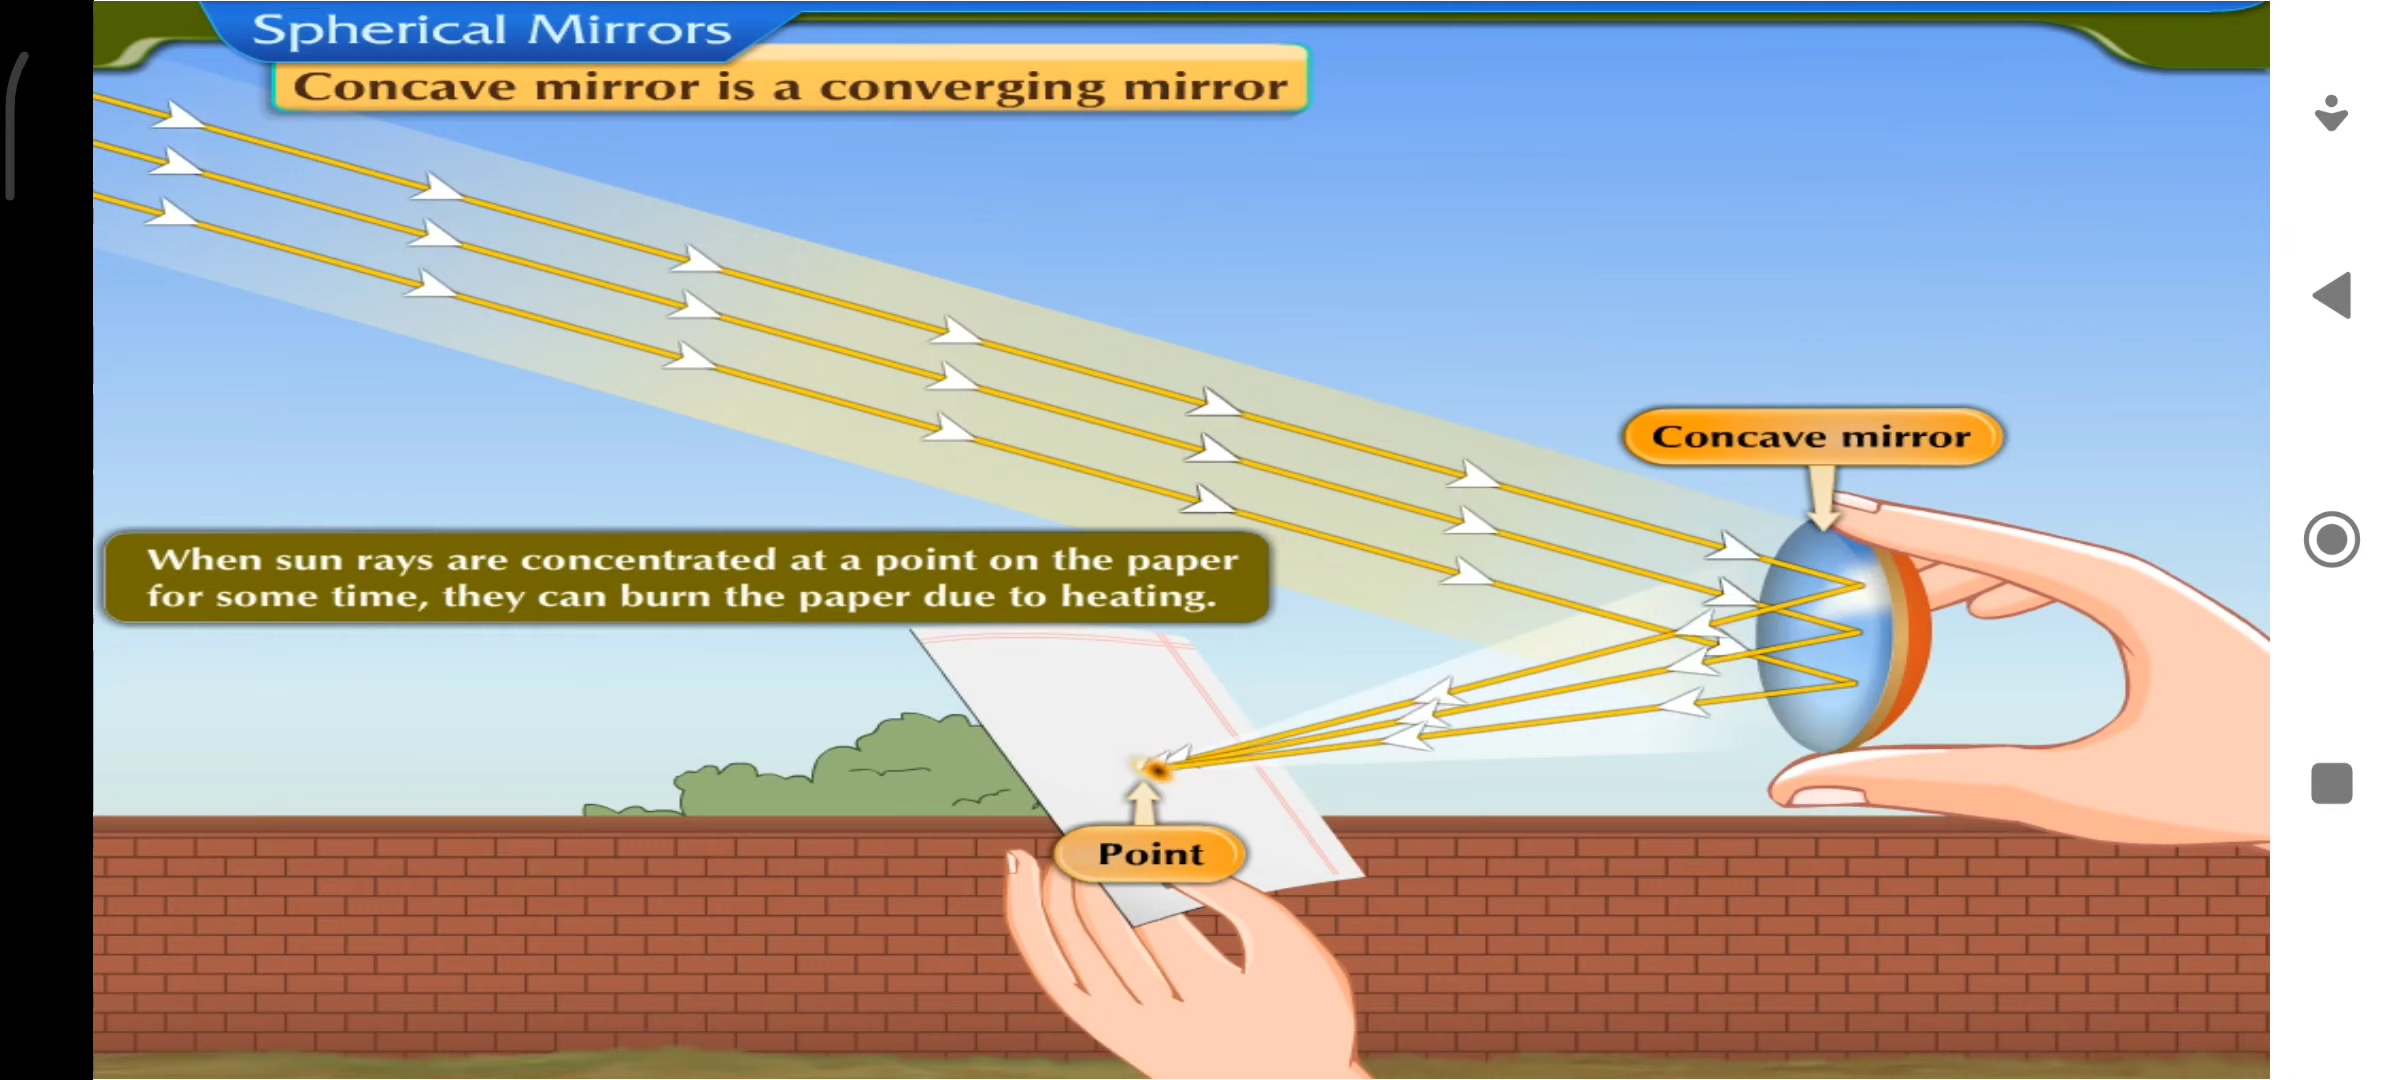 Spherical Mirrors
Concave mirror is a converging mirror
Concave mirror
When sun rays are concentrated at a point on the paper
for some time, they can burn the paper due to heating.
Point